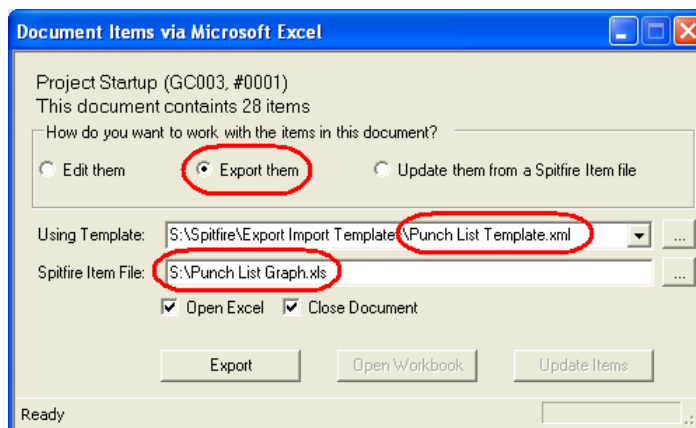 Document Items via Microsoft Excel
Project Startup (GC003, #0001)
This document containts 28 items
How do you want to work with the items in this document?
Edit them Export them Update them from a Spitfire Item file
Using Template: S:\Spitfire\Export Import Template \Punch List Template.xml ...
Spitfire Item File: S:\Punch List Graph.xls ...
Open Excel Close Document
Export Open Workbook Update Items
Ready